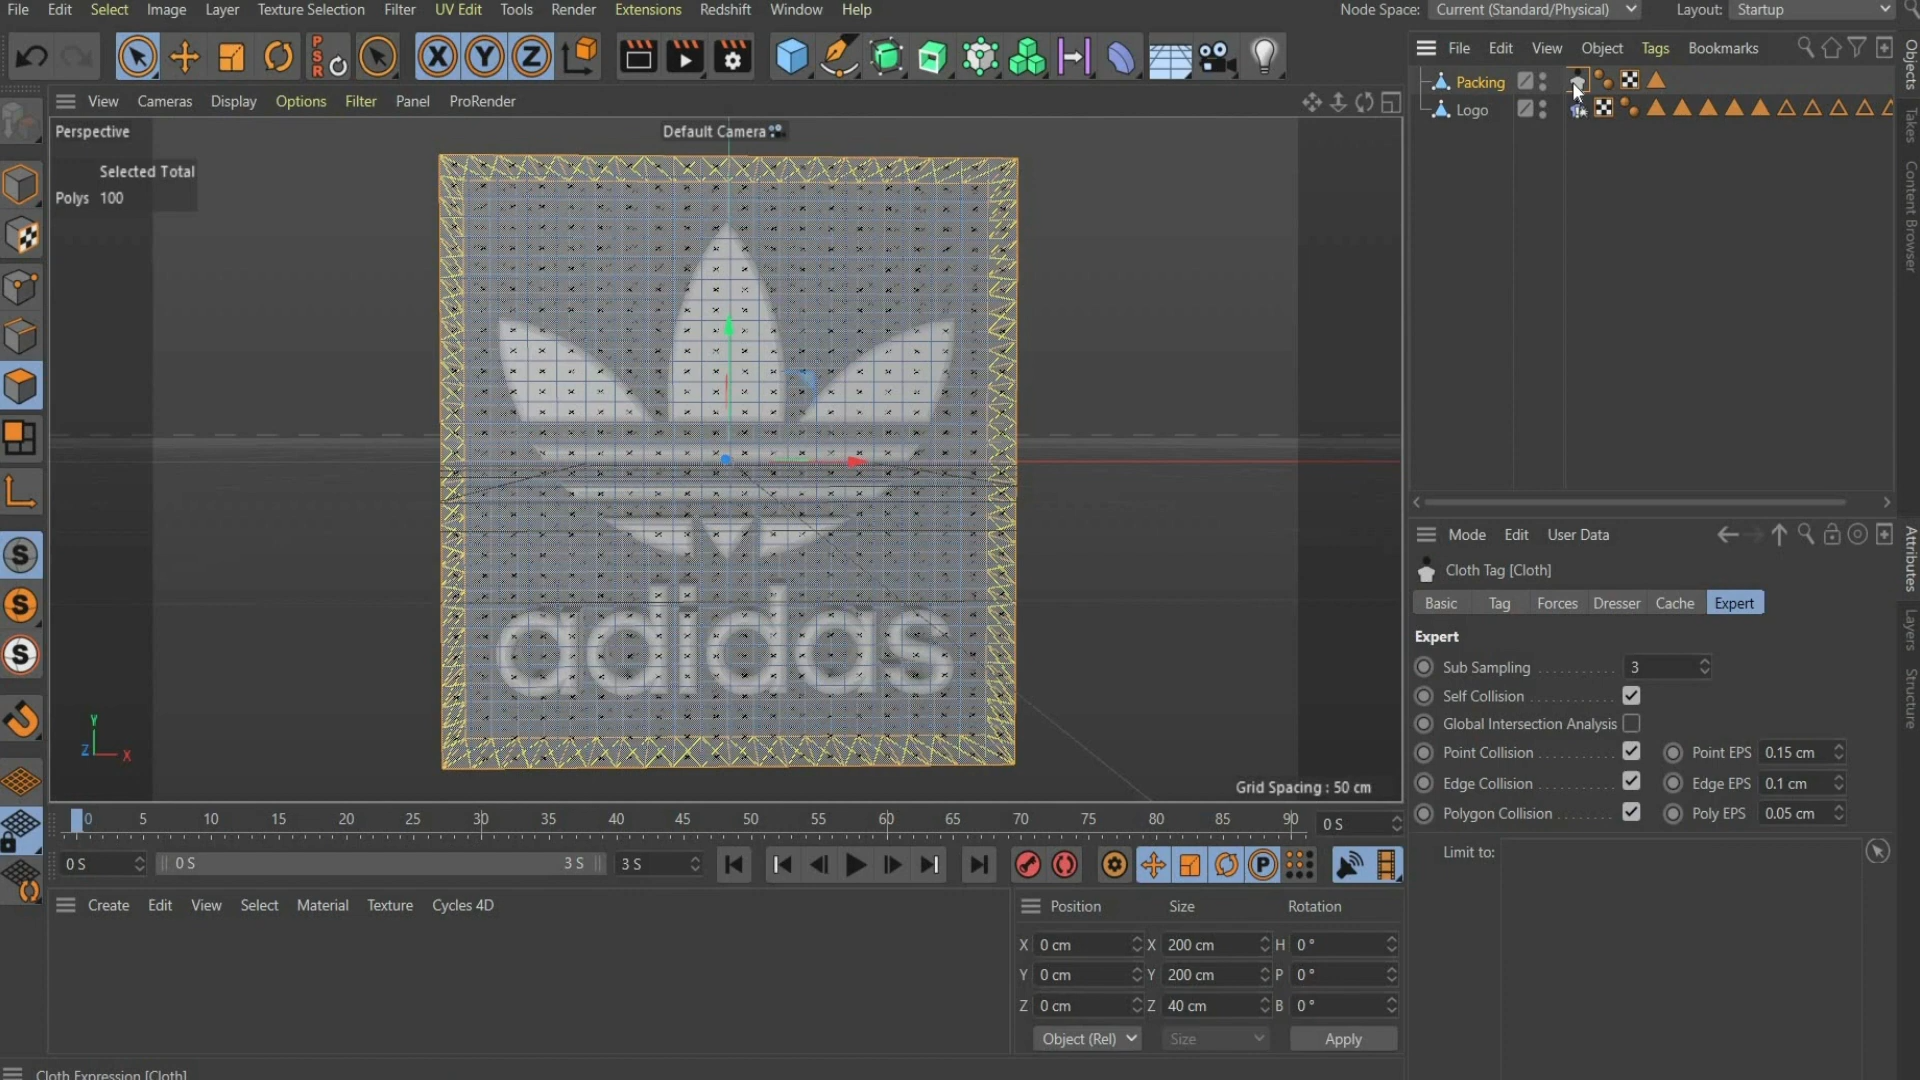 File Edit Select Image Layer Texture Selection Filter UV Edit Tools Render Extensions Redshift Window Help Node Space: Current (Standard/Physical) Layout: Startup
PSR X Y Z
File Edit View Object Tags Bookmarks
Packing
Logo
View Cameras Display Options Filter Panel ProRender
Perspective
Default Camera
Selected Total
Polys 100
adidas
Y
Z X
Grid Spacing : 50 cm
S
S
S
Mode Edit User Data
Cloth Tag [Cloth]
Basic Tag Forces Dresser Cache Expert
Expert
Sub Sampling 3
Self Collision
Global Intersection Analysis
Point Collision Point EPS 0.15 cm
Edge Collision Edge EPS 0.1 cm
Polygon Collision Poly EPS 0.05 cm
Limit to:
0 5 10 15 20 25 30 35 40 45 50 55 60 65 70 75 80 85 90 0 S
0 S 0 S 3 S 3 S P
Create Edit View Select Material Texture Cycles 4D
Position Size Rotation
X 0 cm X 200 cm H 0 °
Y 0 cm Y 200 cm P 0 °
Z 0 cm Z 40 cm B 0 °
Object (Rel) Size Apply
Cloth Expression [Cloth]
Objects
Takes
Content Browser
Attributes
Layers
Structure